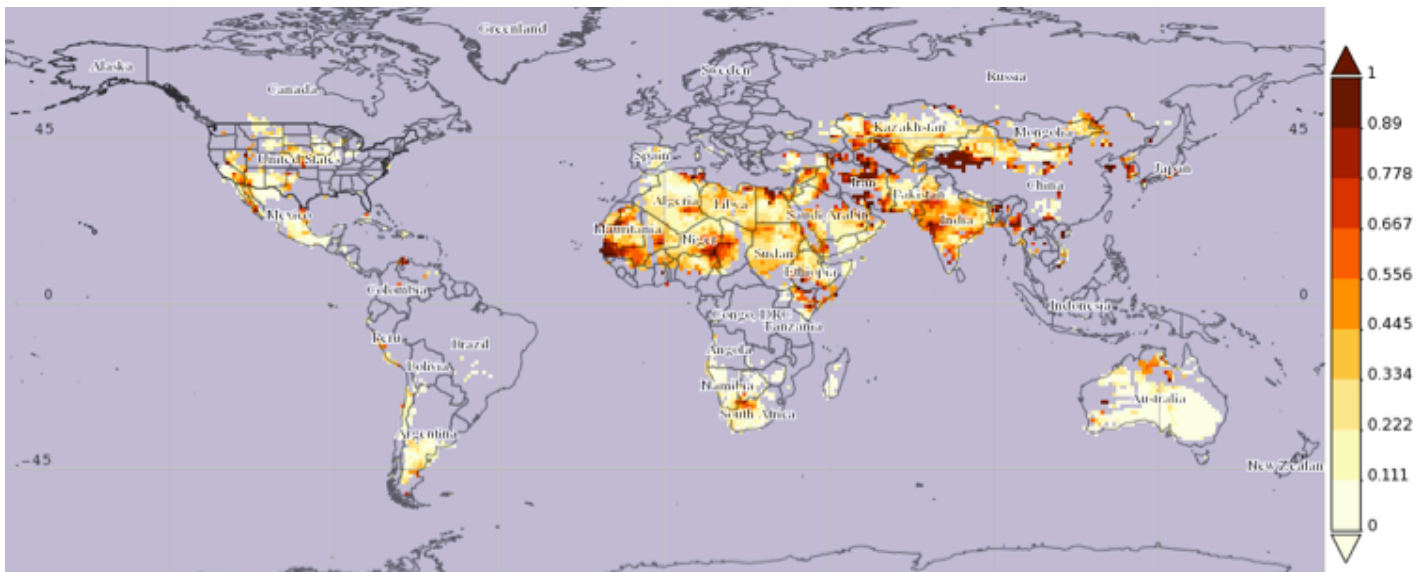 Greenland
Alaska
Sweden
Russia
Canada
45
Kazakhstan
Mongolia
45
United States
Spain
Iran
China
Japan
Algeria
Libya
Pakistan
Mexico
Saudi Arabia
India
Mauritania
Niger
Sudan
Ethiopia
Colombia
0
Indonesia
0
Congo, DRC
Tanzania
Peru
Brazil
Angola
Bolivia
Namibia
Australia
South Africa
Argentina
-45
New Zealan
1
0.89
0.778
0.667
0.556
0.445
0.334
0.222
0.111
0